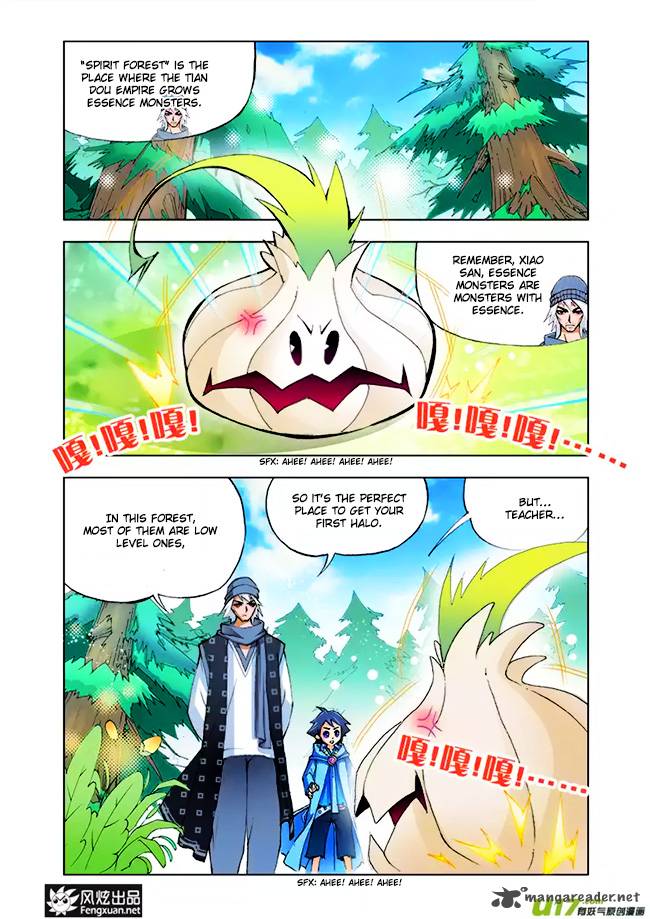 "SPIRIT FOREST" IS THE
PLACE WHERE THE TIAN
DOU EMPIRE GROWS
ESSENCE MONSTERS.
REMEMBER, XIAO
SAN, ESSENCE
MONSTERS ARE
MONSTERS WITH
ESSENCE.
嘎!嘎!嘎!
嘎!嘎!嘎!……
SFX: AHEE! AHEE! AHEE! AHEE!
IN THIS FOREST,
MOST OF THEM ARE LOW
LEVEL ONES,
SO IT'S THE PERFECT
PLACE TO GET YOUR
FIRST HALO.
BUT...
TEACHER...
嘎!嘎!嘎!……
SFX: AHEE! AHEE! AHEE!
风炫出品
Fengxuan.net
mangareader.net
U17.com
有妖气原创漫画